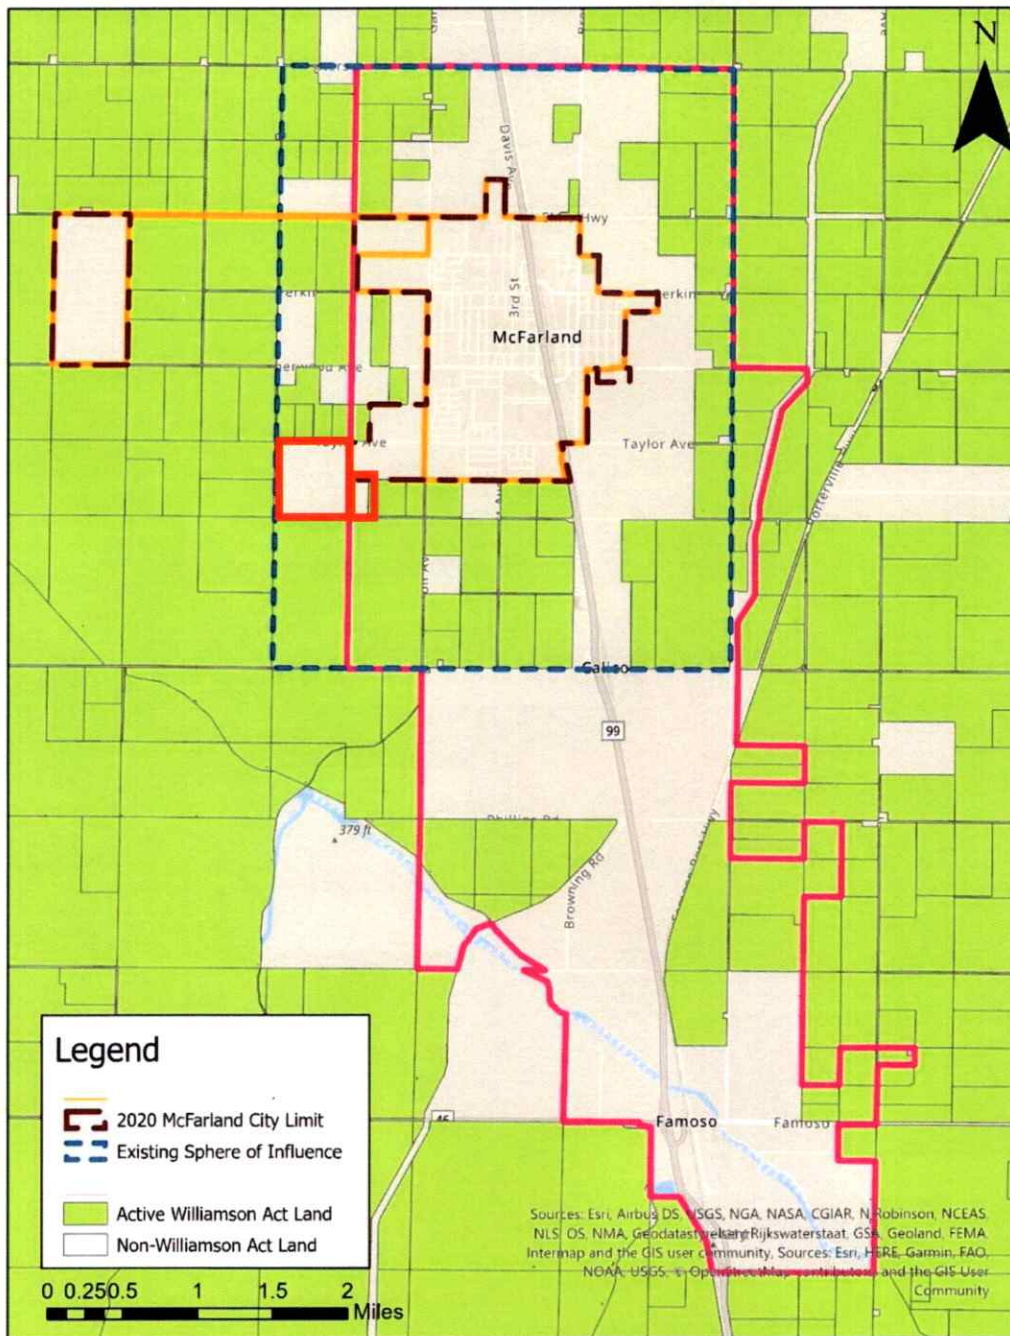 N
Davis Ave
Hwy
3rd St
McFarland
Ave
Taylor Ave
Calico
99
379 ft
Browning Rd
46
Famoso
Famoso
Legend
2020 McFarland City Limit
Existing Sphere of Influence
Active Williamson Act Land
Non-Williamson Act Land
0 0.25 0.5 1 1.5 2
Miles
Sources: Esri, Airbus DS, USGS, NGA, NASA, CGIAR, N Robinson, NCEAS,
NLS, OS, NMA, Geodatastyrelsen, Rijkswaterstaat, GSA, Geoland, FEMA,
Intermap and the GIS user community, Sources: Esri, HERE, Garmin, FAO,
NOAA, USGS, © OpenStreetMap contributors, and the GIS User
Community